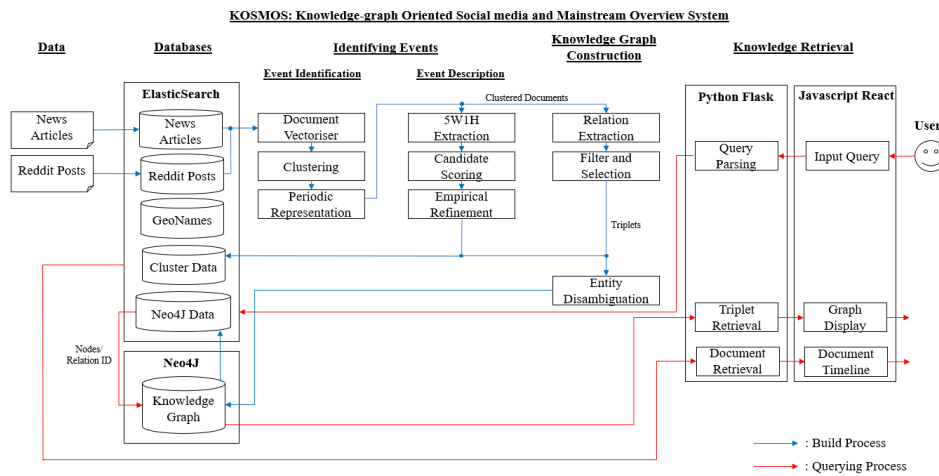 KOSMOS: Knowledge-graph Oriented Social media and Mainstream Overview System
Data
Databases
Identifying Events
Knowledge Graph
Construction
Knowledge Retrieval
Event Identification
Event Description
ElasticSearch
Clustered Documents
Python Flask
Javascript React
News
Articles
News
Articles
Document
Vectoriser
5W1H
Extraction
Relation
Extraction
User
Reddit Posts
Reddit Posts
Clustering
Candidate
Scoring
Filter and
Selection
Query
Parsing
Input Query
Periodic
Representation
Empirical
Refinement
GeoNames
Triplets
Cluster Data
Entity
Disambiguation
Neo4J Data
Triplet
Retrieval
Graph
Display
Nodes/
Relation ID
Neo4J
Document
Retrieval
Document
Timeline
Knowledge
Graph
: Build Process
: Querying Process